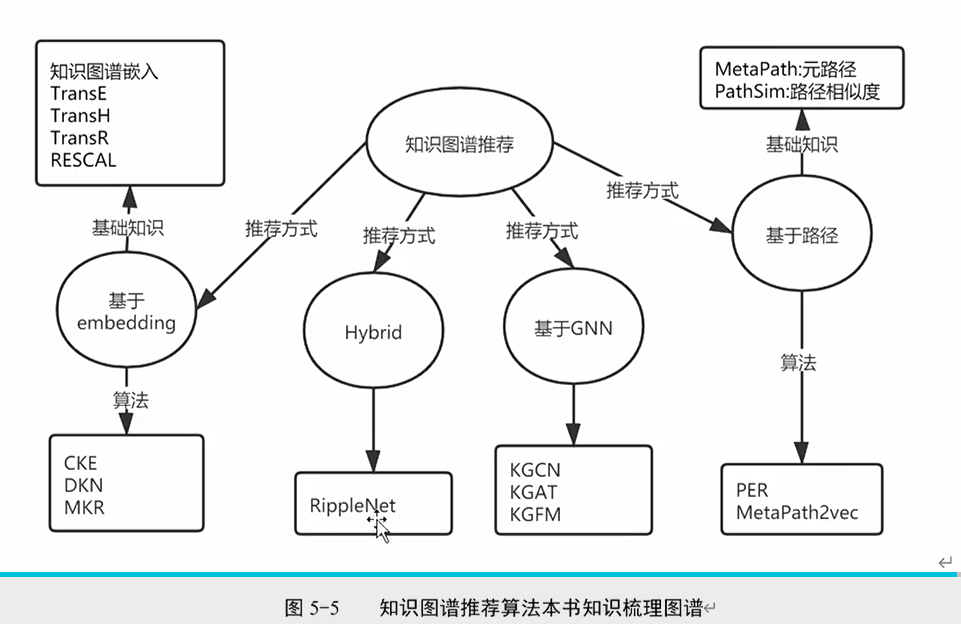 知识图谱嵌入
TransE
TransH
TransR
RESCAL
MetaPath:元路径
PathSim:路径相似度
知识图谱推荐
基础知识
推荐方式
推荐方式
推荐方式
推荐方式
基础知识
基于
embedding
Hybrid
基于GNN
基于路径
算法
算法
CKE
DKN
MKR
RippleNet
KGCN
KGAT
KGFM
PER
MetaPath2vec
图 5-5 知识图谱推荐算法本书知识梳理图谱